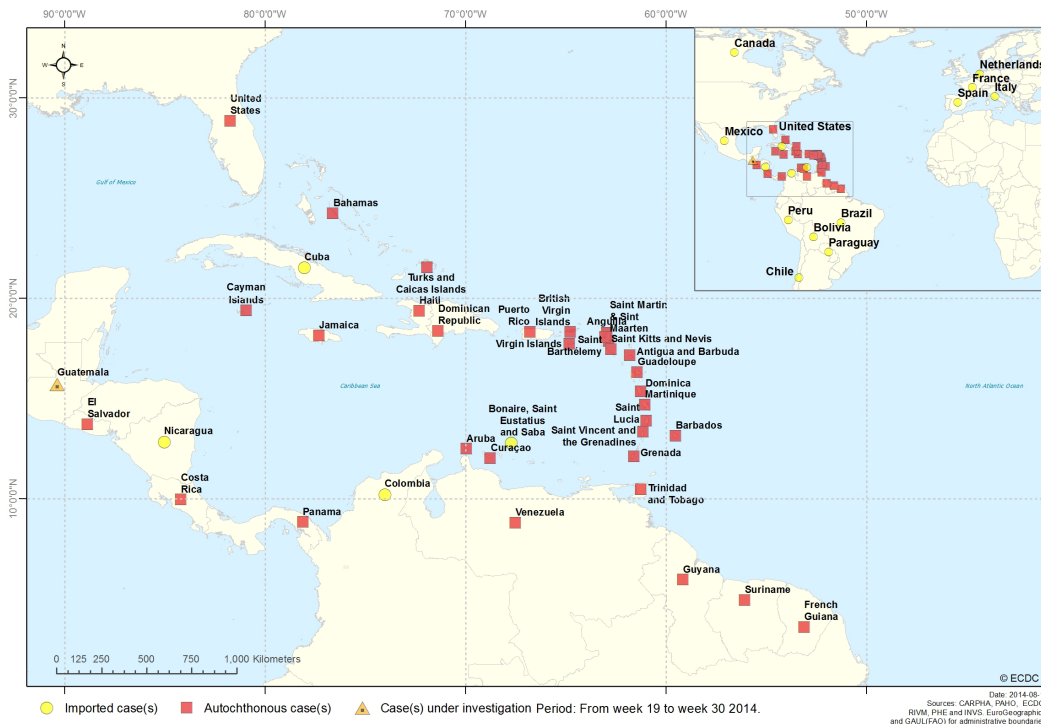 90°0'0"W
80°0'0"W
70°0'0"W
60°0'0"W
50°0'0"W
N
W
E
S
30°0'0"N
20°0'0"N
10°0'0"N
Canada
Netherlands
France
Italy
Spain
Mexico
United States
Peru
Brazil
Bolivia
Paraguay
Chile
United
States
Gulf of Mexico
Bahamas
Cuba
Turks and
Caicas Islands
Cayman
Islands
Haiti
Dominican
Republic
Jamaica
Puerto
Rico
British
Virgin
Islands
Virgin Islands
Anguilla
Saint Martin
& Sint
Maarten
Saint
Barthélemy
Saint Kitts and Nevis
Antigua and Barbuda
Guadeloupe
Dominica
Martinique
Saint
Lucia
Saint Vincent and
the Grenadines
Barbados
Grenada
Trinidad
and Tobago
Guatemala
El
Salvador
Nicaragua
Costa
Rica
Panama
Caribbean Sea
North Atlantic Ocean
Bonaire, Saint
Eustatius
and Saba
Aruba
Curaçao
Colombia
Venezuela
Guyana
Suriname
French
Guiana
0 125 250 500 750 1,000 Kilometers
© ECDC
Imported case(s)
Autochthonous case(s)
Case(s) under investigation
Period: From week 19 to week 30 2014.
Date: 2014-08-
Sources: CARPHA, PAHO, ECDC
RIVM, PHE and INVS. EuroGeographic
and GAUL(FAO) for administrative boundarie